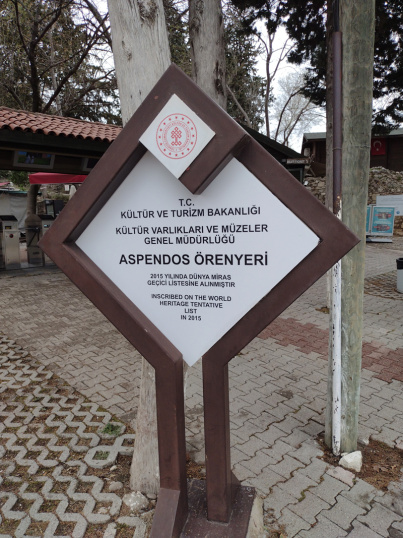 T.C.
KÜLTÜR VE TURİZM BAKANLIĞI
KÜLTÜR VARLIKLARI VE MÜZELER
GENEL MÜDÜRLÜĞÜ
ASPENDOS ÖRENYERİ
2015 YILINDA DÜNYA MİRAS
GEÇİCİ LİSTESİNE ALINMIŞTIR
INSCRIBED ON THE WORLD
HERITAGE TENTATIVE
LIST
IN 2015